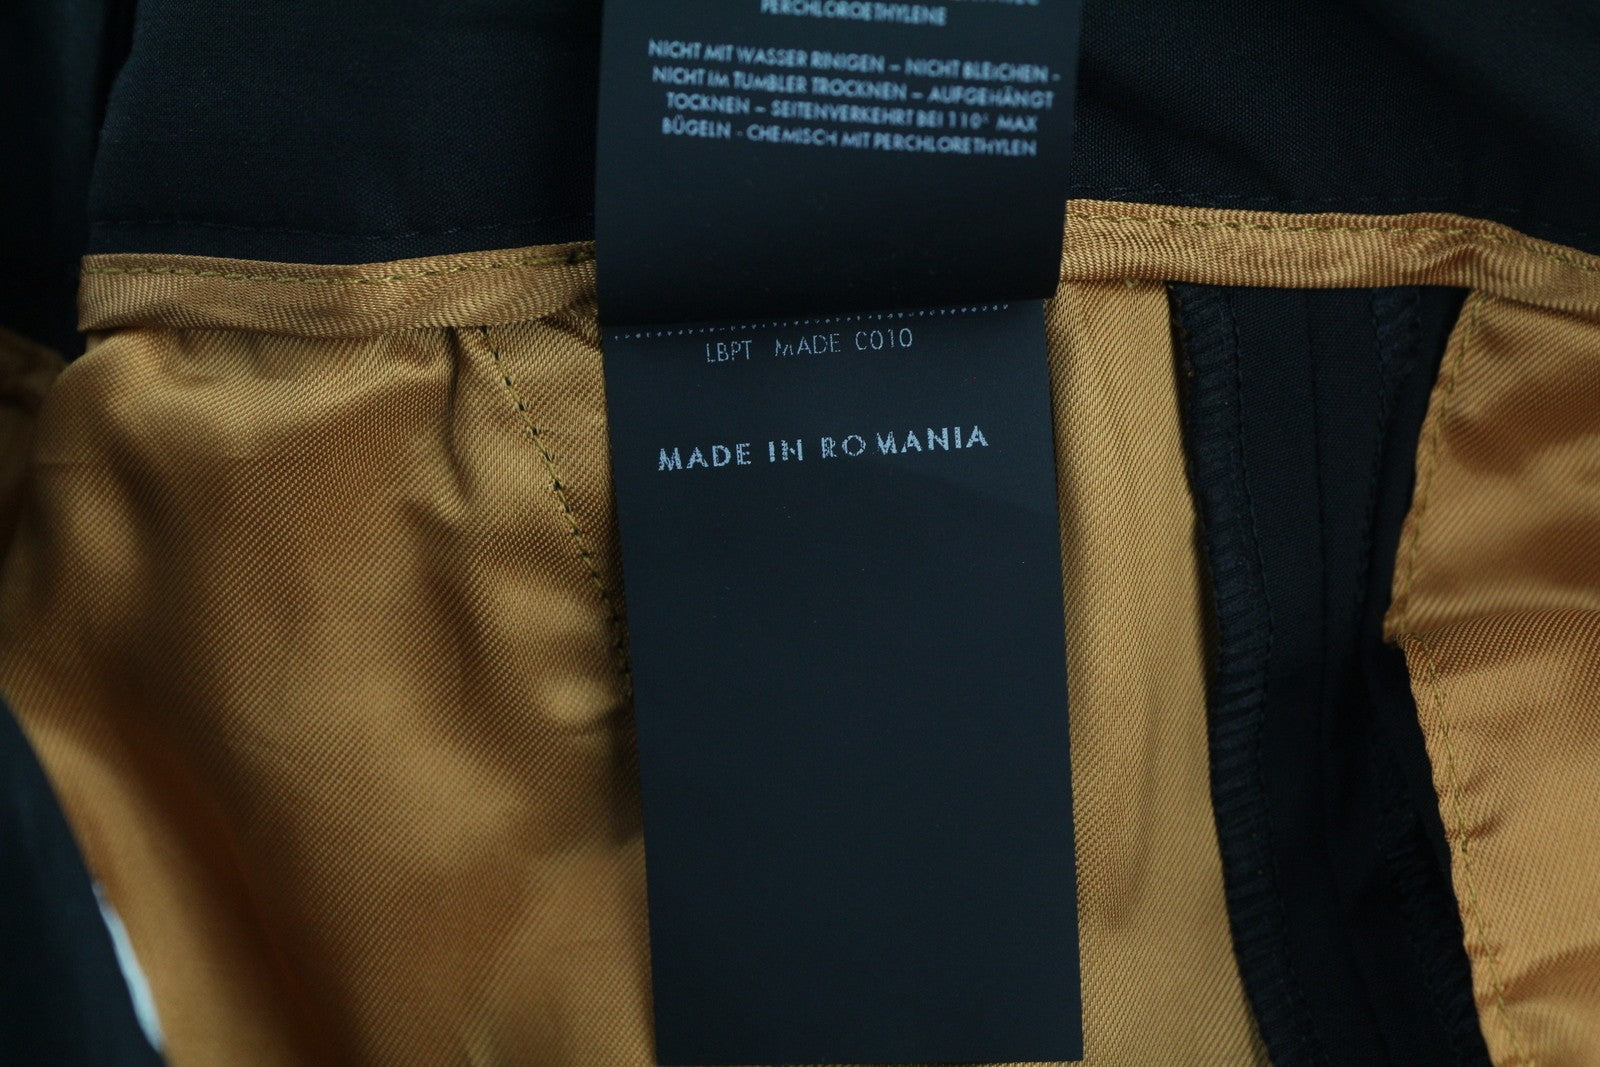 PERCHLOROETHYLENE
NICHT MIT WASSER RINIGEN – NICHT BLEICHEN -
NICHT IM TUMBLER TROCKNEN – AUFGEHÄNGT
TOCKNEN – SEITENVERKEHRT BEI 110° MAX
BÜGELN - CHEMISCH MIT PERCHLORETHYLEN
LBPT MADE C010
MADE IN ROMANIA